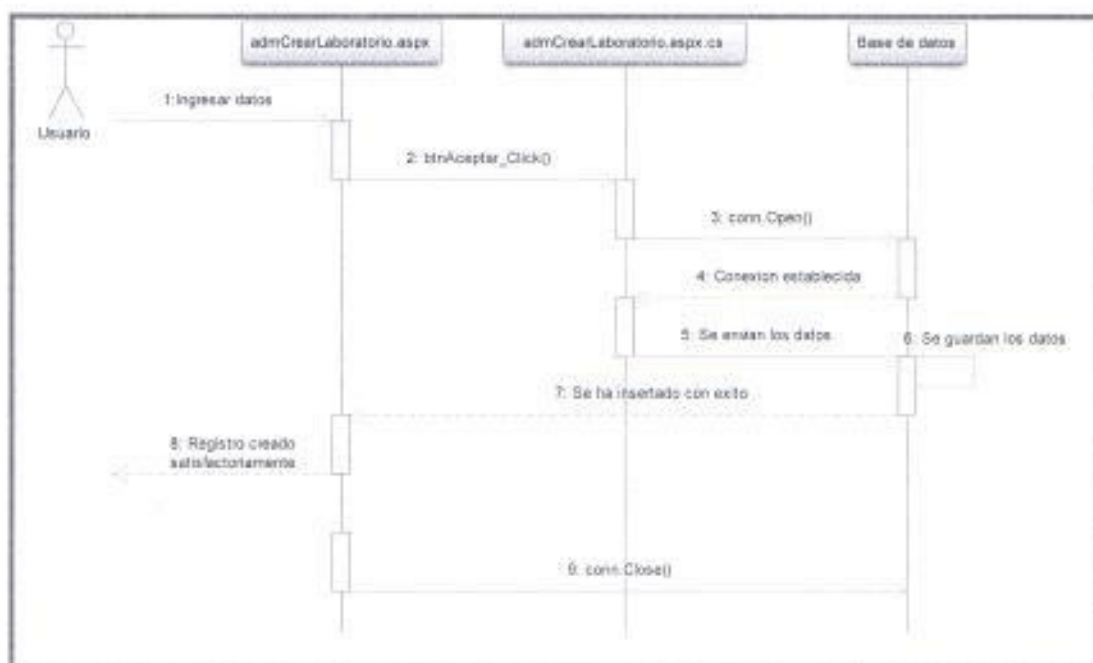 admCrearLaboratorio.aspx
admCrearLaboratorio.aspx.cs
Base de datos
Usuario
1:Ingresar datos
2: btnAceptar_Click()
3: conn.Open()
4: Conexion establecida
5: Se envian los datos
6: Se guardan los datos
7: Se ha insertado con exito
8: Registro creado
satisfactoriamente
9: conn.Close()